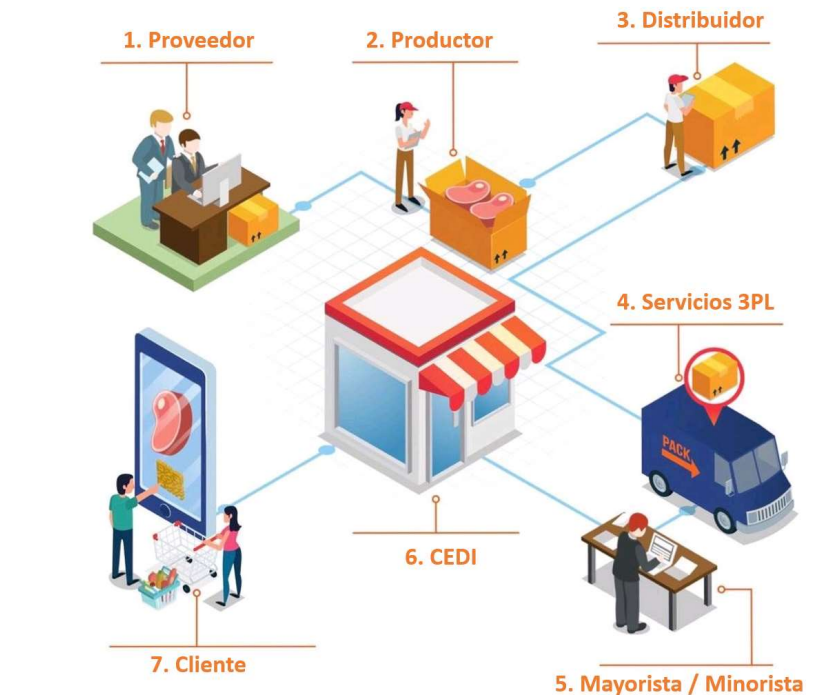 1. Proveedor
2. Productor
3. Distribuidor
4. Servicios 3PL
PACK
6. CEDI
7. Cliente
5. Mayorista / Minorista